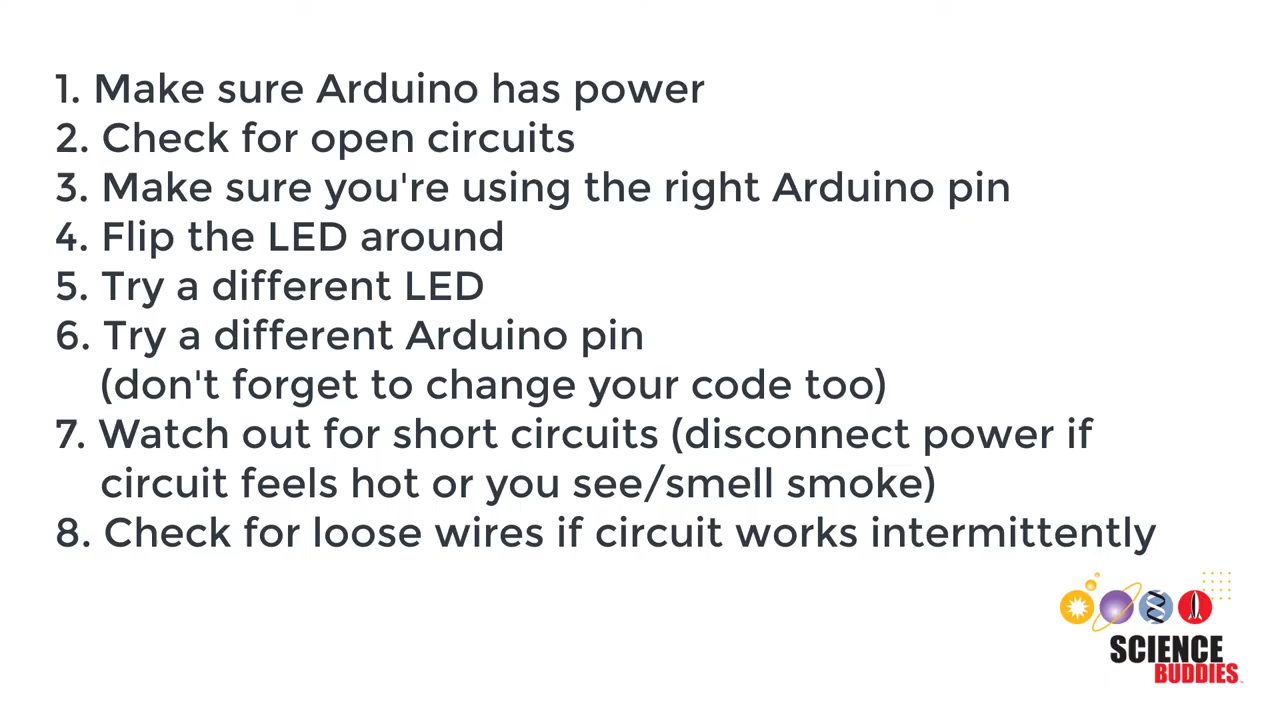 1. Make sure Arduino has power
2. Check for open circuits
3. Make sure you're using the right Arduino pin
4. Flip the LED around
5. Try a different LED
6. Try a different Arduino pin
(don't forget to change your code too)
7. Watch out for short circuits (disconnect power if
circuit feels hot or you see/smell smoke)
8. Check for loose wires if circuit works intermittently
SCIENCE
BUDDIES